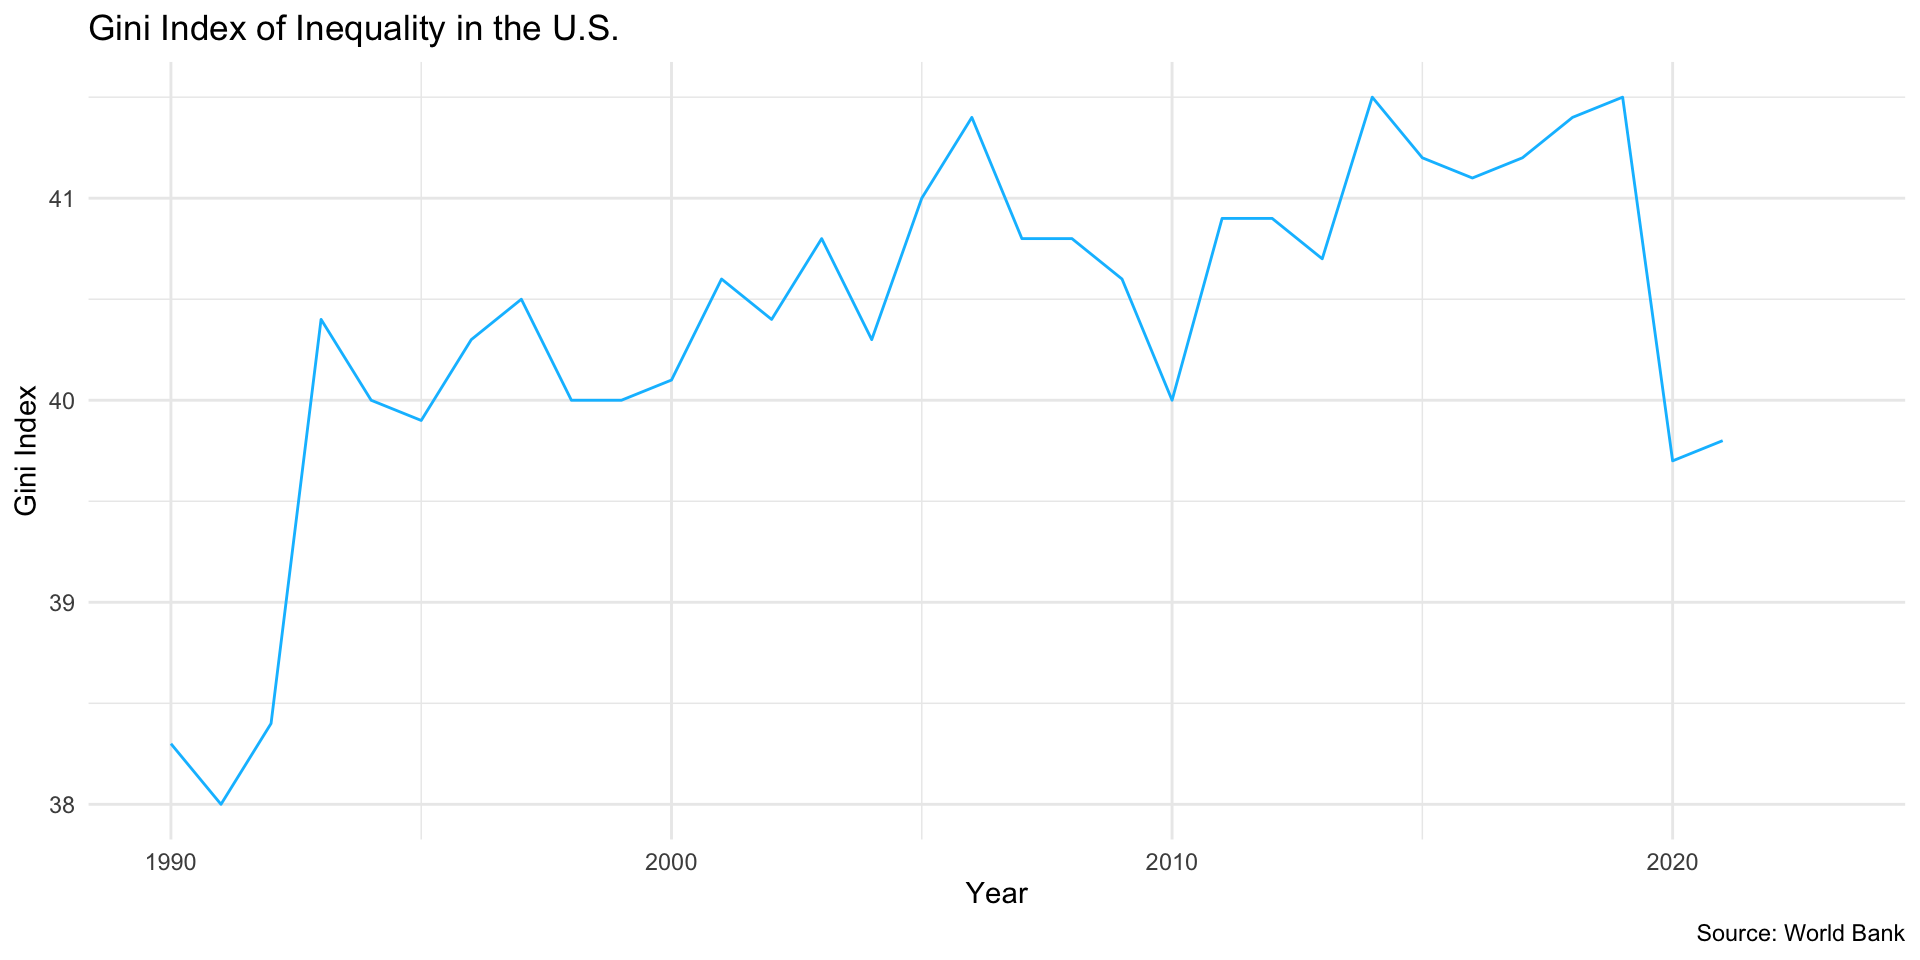 Gini Index of Inequality in the U.S.
Gini Index
41
40
39
38
1990 2000 2010 2020
Year
Source: World Bank